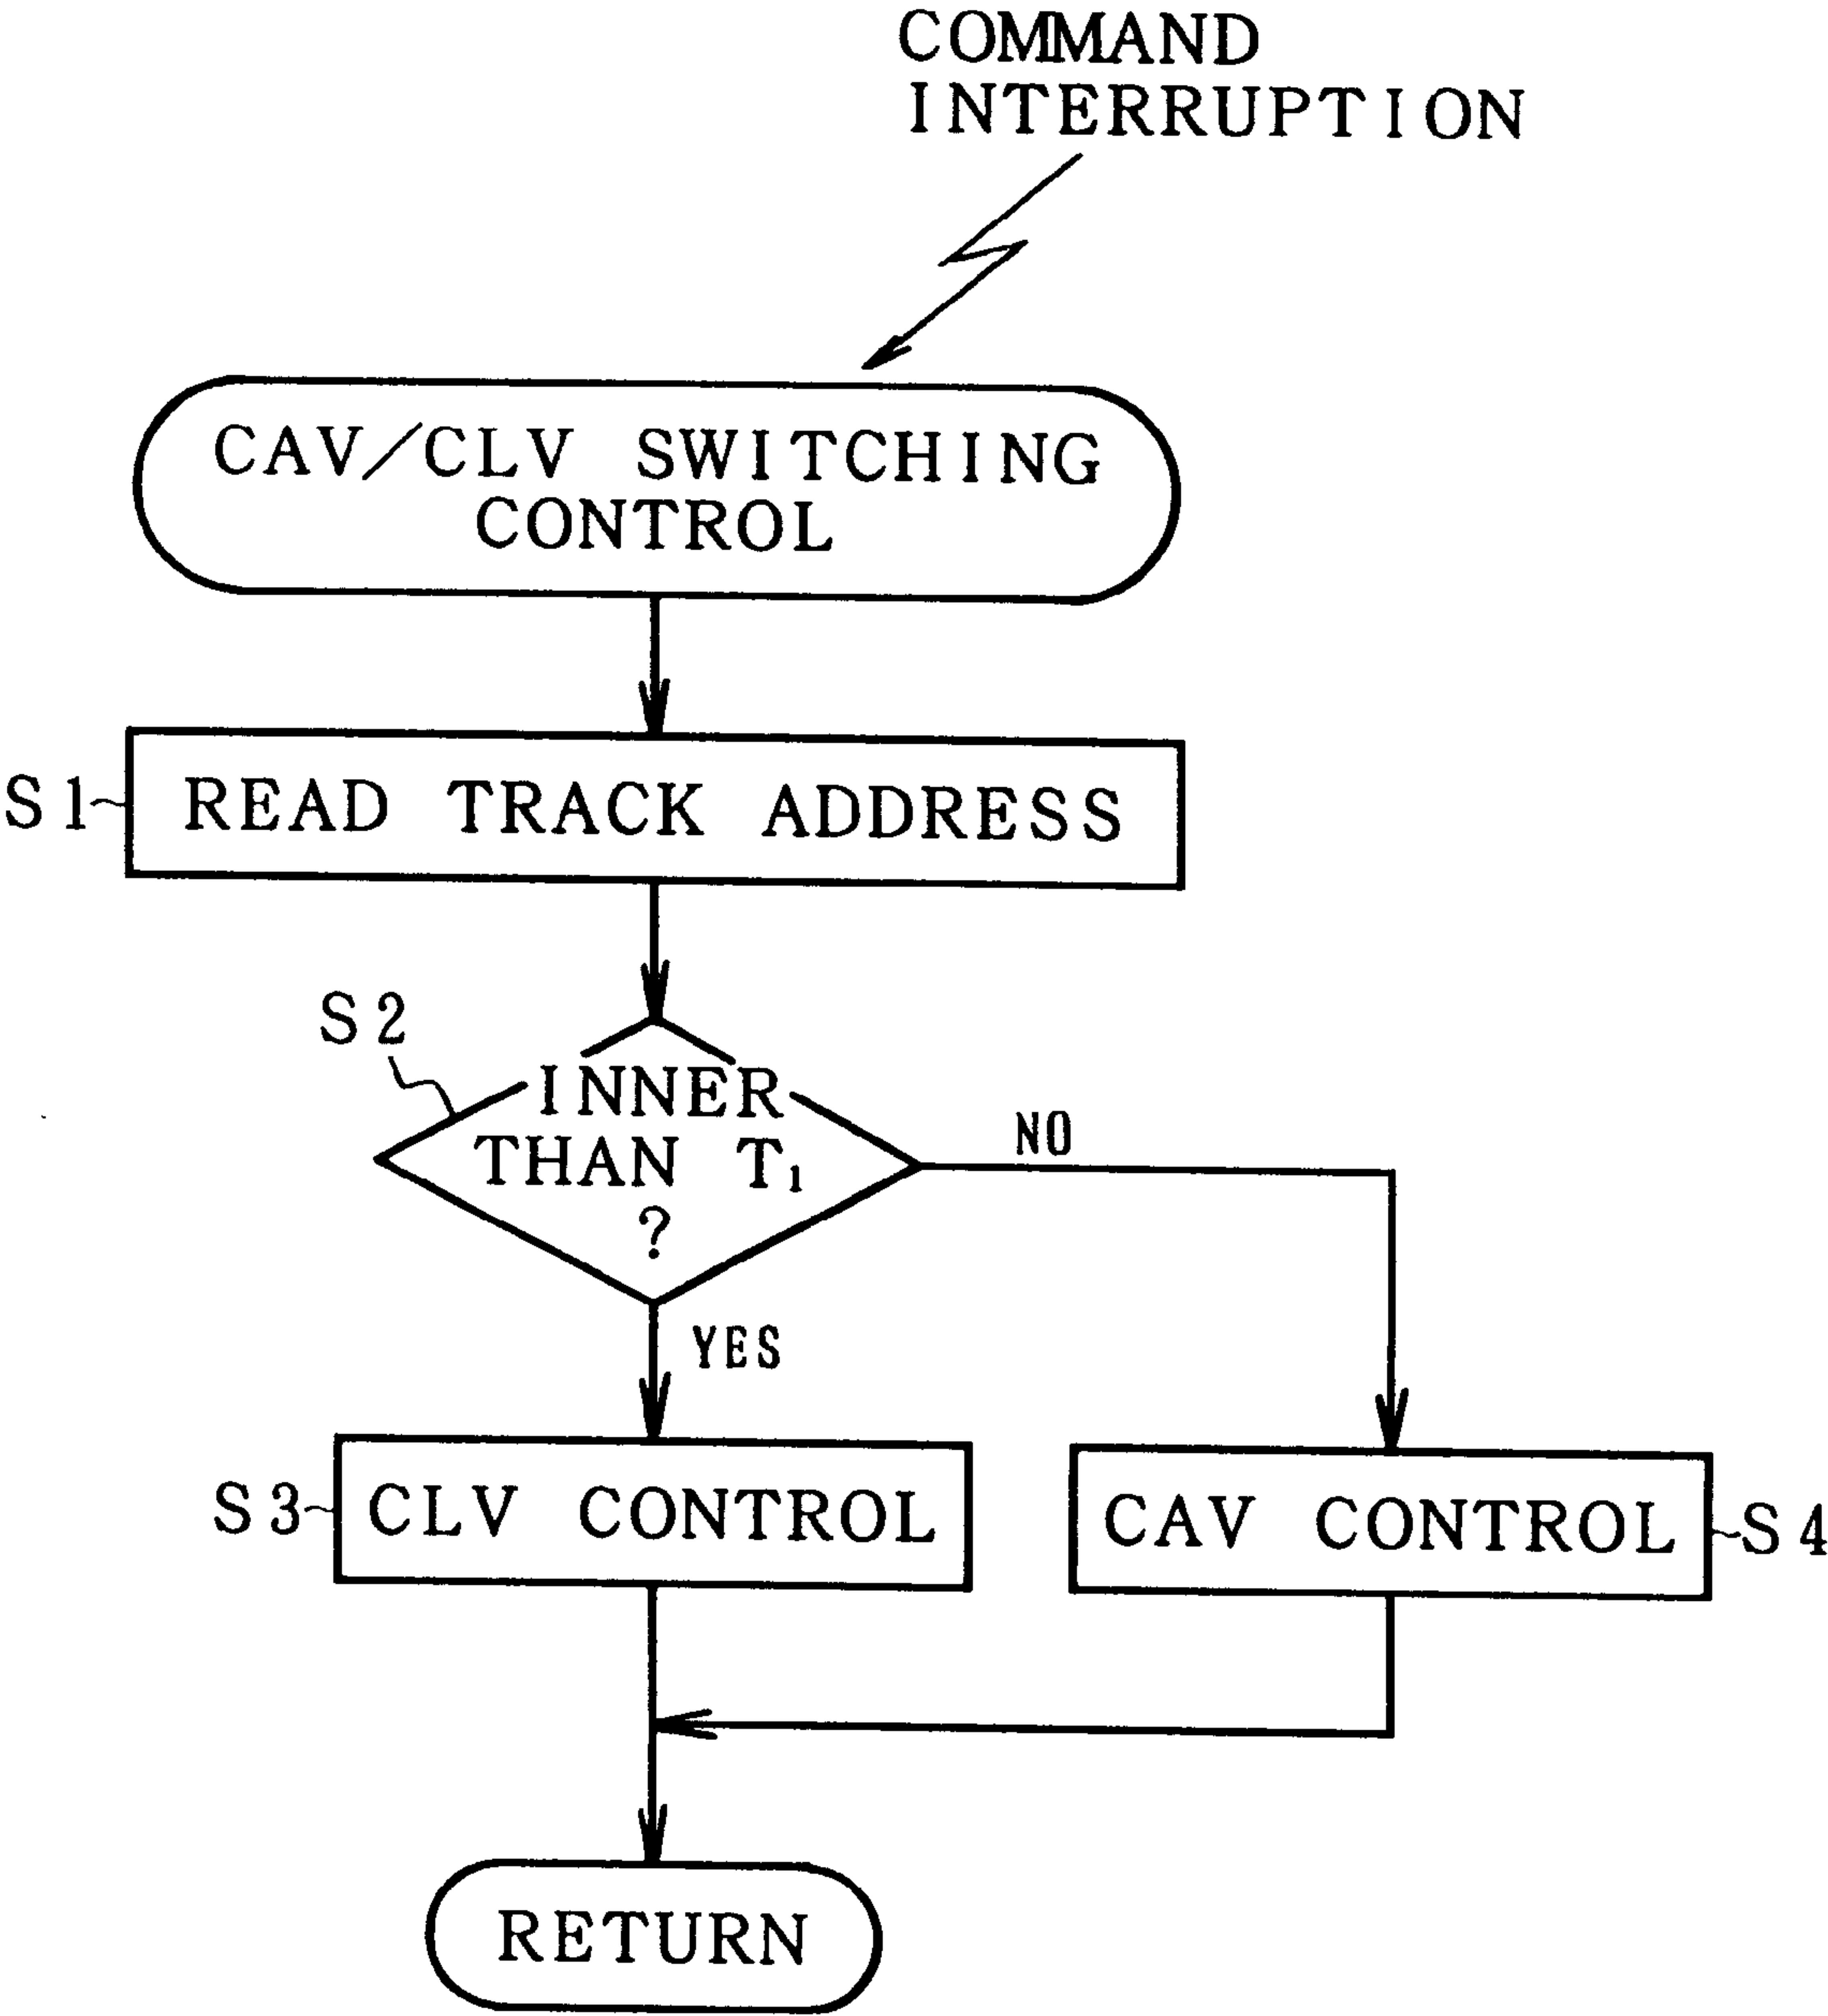 COMMAND
INTERRUPTION
CAV/CLV SWITCHING
CONTROL
S1
READ TRACK ADDRESS
S2
INNER
THAN T₁
?
NO
YES
S3
CLV CONTROL
CAV CONTROL
S4
RETURN